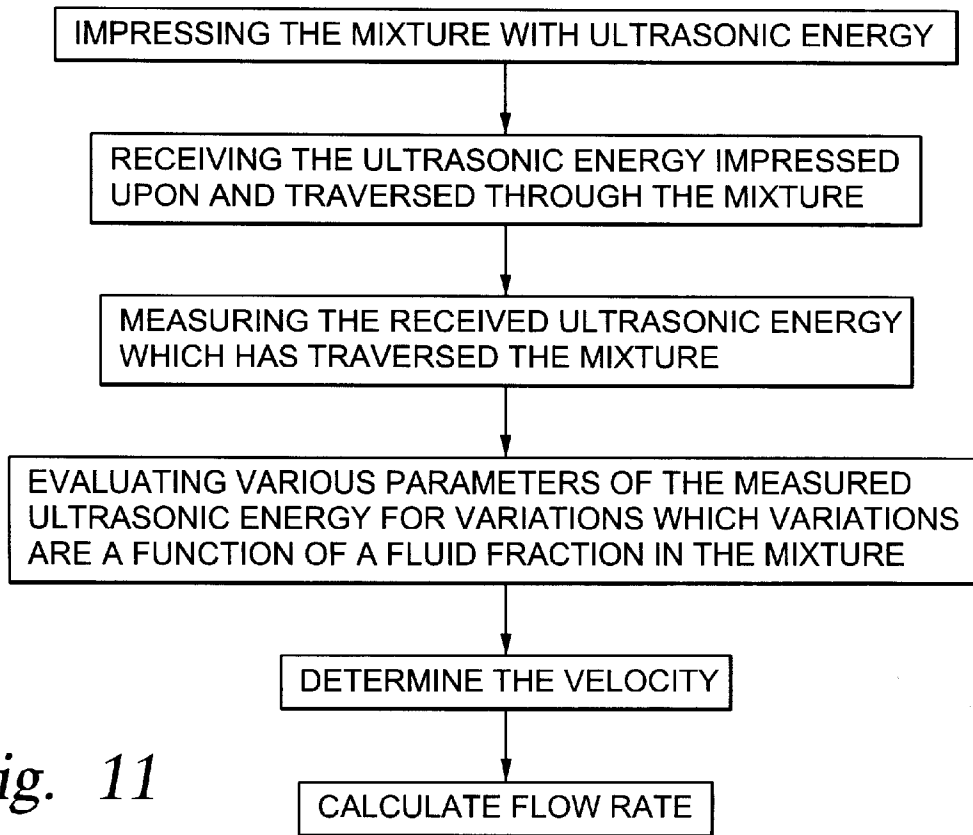 IMPRESSING THE MIXTURE WITH ULTRASONIC ENERGY
RECEIVING THE ULTRASONIC ENERGY IMPRESSED
UPON AND TRAVERSED THROUGH THE MIXTURE
MEASURING THE RECEIVED ULTRASONIC ENERGY
WHICH HAS TRAVERSED THE MIXTURE
EVALUATING VARIOUS PARAMETERS OF THE MEASURED
ULTRASONIC ENERGY FOR VARIATIONS WHICH VARIATIONS
ARE A FUNCTION OF A FLUID FRACTION IN THE MIXTURE
DETERMINE THE VELOCITY
ig. 11
CALCULATE FLOW RATE